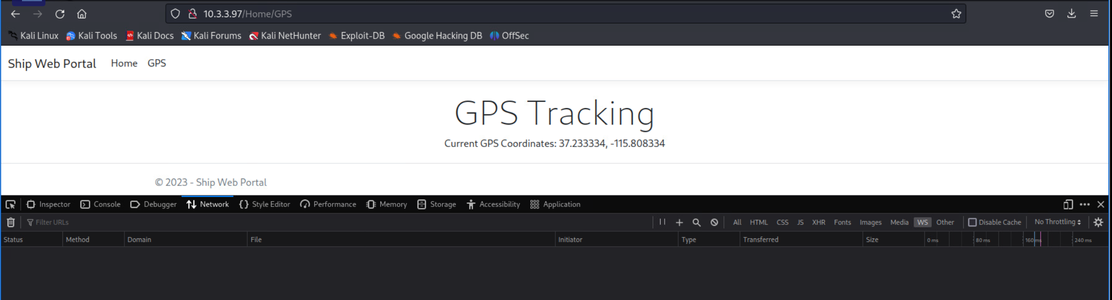 10.3.3.97/Home/GPS
Kali Linux Kali Tools Kali Docs Kali Forums Kali NetHunter Exploit-DB Google Hacking DB OffSec
Ship Web Portal Home GPS
GPS Tracking
Current GPS Coordinates: 37.233334, -115.808334
© 2023 - Ship Web Portal
Inspector Console Debugger Network Style Editor Performance Memory Storage Accessibility Application
Filter URLs All HTML CSS JS XHR Fonts Images Media WS Other Disable Cache No Throttling
Status Method Domain File Initiator Type Transferred Size 0 ms 80 ms 160 ms 240 ms